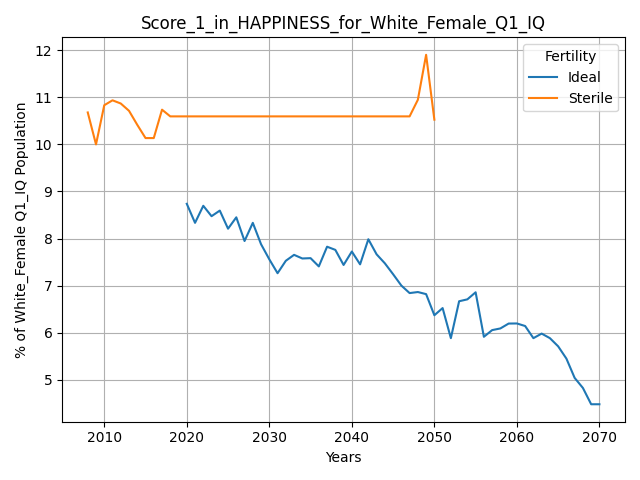 Score_1_in_HAPPINESS_for_White_Female_Q1_IQ
% of White_Female Q1_IQ Population
12
11
10
9
8
7
6
5
Fertility
Ideal
Sterile
2010 2020 2030 2040 2050 2060 2070
Years